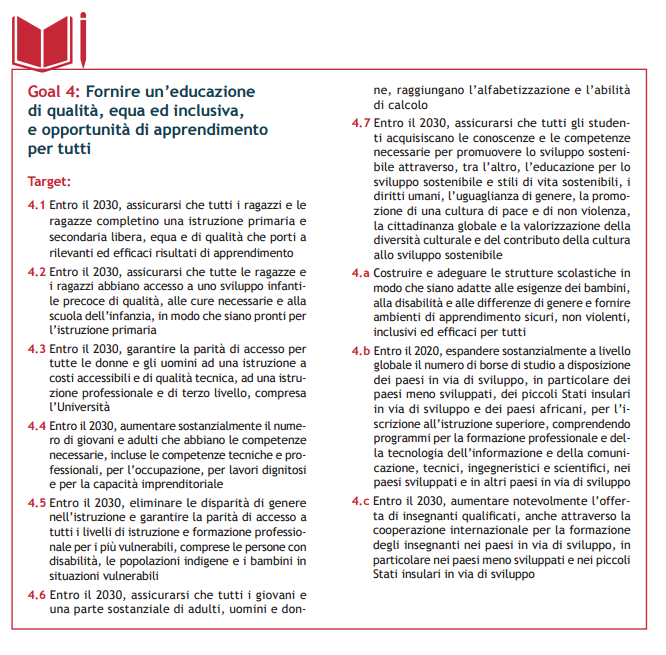 Goal 4: Fornire un'educazione
di qualità, equa ed inclusiva,
e opportunità di apprendimento
per tutti
Target:
4.1 Entro il 2030, assicurarsi che tutti i ragazzi e le
ragazze completino una istruzione primaria e
secondaria libera, equa e di qualità che porti a
rilevanti ed efficaci risultati di apprendimento
4.2 Entro il 2030, assicurarsi che tutte le ragazze e
i ragazzi abbiano accesso a uno sviluppo infanti-
le precoce di qualità, alle cure necessarie e alla
scuola dell'infanzia, in modo che siano pronti per
l'istruzione primaria
4.3 Entro il 2030, garantire la parità di accesso per
tutte le donne e gli uomini ad una istruzione a
costi accessibili e di qualità tecnica, ad una istru-
zione professionale e di terzo livello, compresa
l'Università
4.4 Entro il 2030, aumentare sostanzialmente il nume-
ro di giovani e adulti che abbiano le competenze
necessarie, incluse le competenze tecniche e pro-
fessionali, per l'occupazione, per lavori dignitosi
e per la capacità imprenditoriale
4.5 Entro il 2030, eliminare le disparità di genere
nell'istruzione e garantire la parità di accesso a
tutti i livelli di istruzione e formazione professio-
nale per i più vulnerabili, comprese le persone con
disabilità, le popolazioni indigene e i bambini in
situazioni vulnerabili
4.6 Entro il 2030, assicurarsi che tutti i giovani e
una parte sostanziale di adulti, uomini e don-
ne, raggiungano l'alfabetizzazione e l'abilità
di calcolo
4.7 Entro il 2030, assicurarsi che tutti gli studen-
ti acquisiscano le conoscenze e le competenze
necessarie per promuovere lo sviluppo sosteni-
bile attraverso, tra l'altro, l'educazione per lo
sviluppo sostenibile e stili di vita sostenibili, i
diritti umani, l'uguaglianza di genere, la promo-
zione di una cultura di pace e di non violenza,
la cittadinanza globale e la valorizzazione della
diversità culturale e del contributo della cultura
allo sviluppo sostenibile
4.a Costruire e adeguare le strutture scolastiche in
modo che siano adatte alle esigenze dei bambini,
alla disabilità e alle differenze di genere e fornire
ambienti di apprendimento sicuri, non violenti,
inclusivi ed efficaci per tutti
4.b Entro il 2020, espandere sostanzialmente a livello
globale il numero di borse di studio a disposizione
dei paesi in via di sviluppo, in particolare dei
paesi meno sviluppati, dei piccoli Stati insulari
in via di sviluppo e dei paesi africani, per l'i-
scrizione all'istruzione superiore, comprendendo
programmi per la formazione professionale e del-
la tecnologia dell'informazione e della comuni-
cazione, tecnici, ingegneristici e scientifici, nei
paesi sviluppati e in altri paesi in via di sviluppo
4.c Entro il 2030, aumentare notevolmente l'offer-
ta di insegnanti qualificati, anche attraverso la
cooperazione internazionale per la formazione
degli insegnanti nei paesi in via di sviluppo, in
particolare nei paesi meno sviluppati e nei piccoli
Stati insulari in via di sviluppo